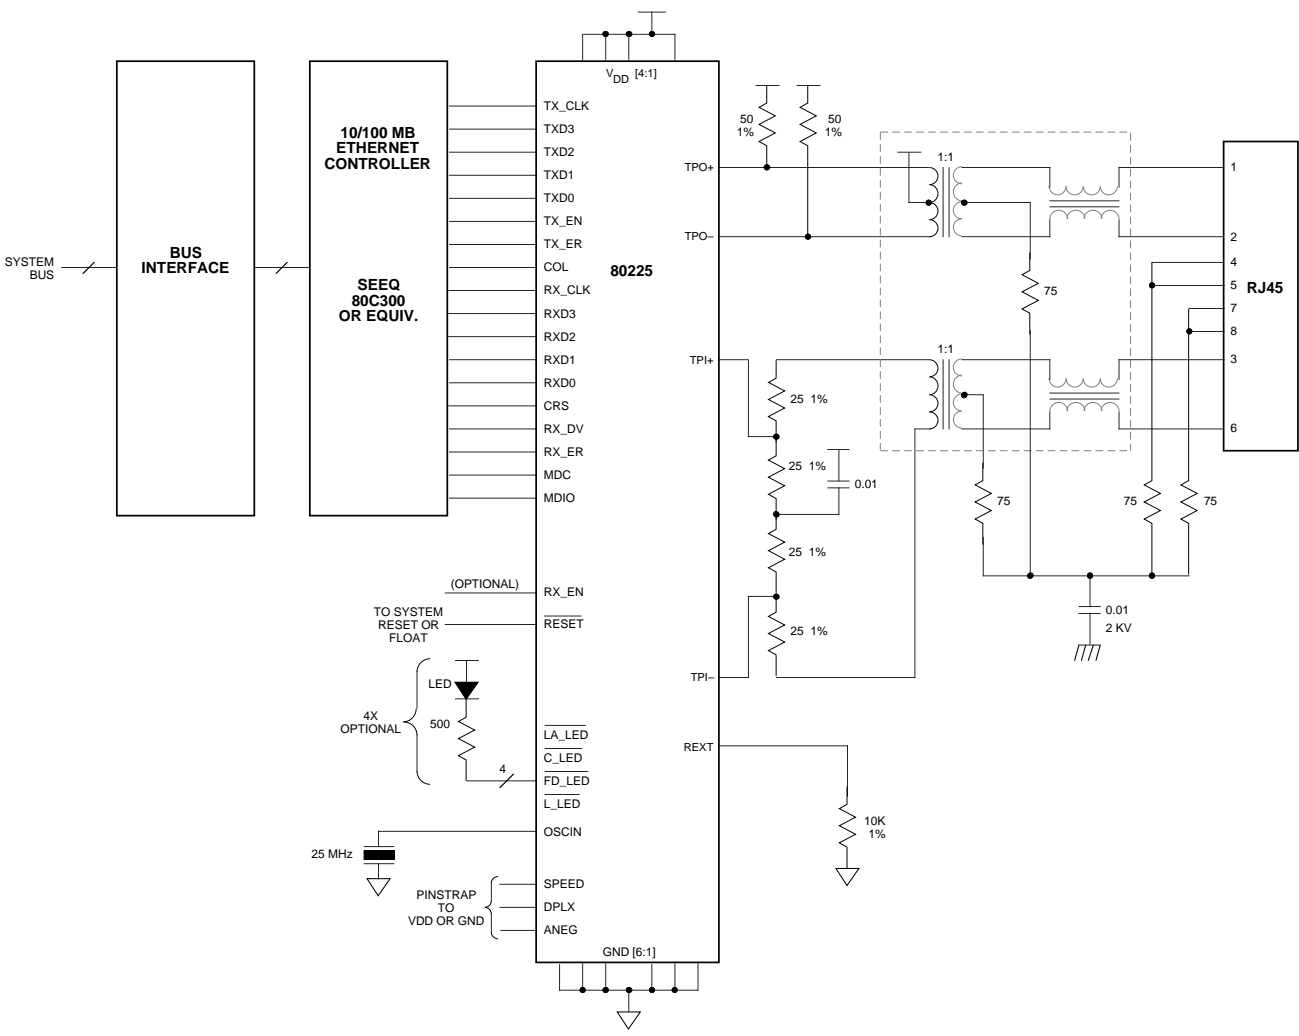 SYSTEM
BUS
BUS
INTERFACE
10/100 MB
ETHERNET
CONTROLLER
SEEQ
80C300
OR EQUIV.
VDD [4:1]
TX_CLK
TXD3
TXD2
TXD1
TXD0
TX_EN
TX_ER
COL
RX_CLK
RXD3
RXD2
RXD1
RXD0
CRS
RX_DV
RX_ER
MDC
MDIO
(OPTIONAL)
RX_EN
TO SYSTEM
RESET OR
FLOAT
RESET
LED
500
4X
OPTIONAL
4
LA_LED
C_LED
FD_LED
L_LED
OSCIN
25 MHz
PINSTRAP
TO
VDD OR GND
SPEED
DPLX
ANEG
GND [6:1]
80225
TPO+
TPO–
TPI+
TPI–
REXT
50
1%
50
1%
1:1
75
1:1
25 1%
25 1%
0.01
25 1%
25 1%
10K
1%
75
75
75
0.01
2 KV
1
2
4
5
7
8
3
6
RJ45